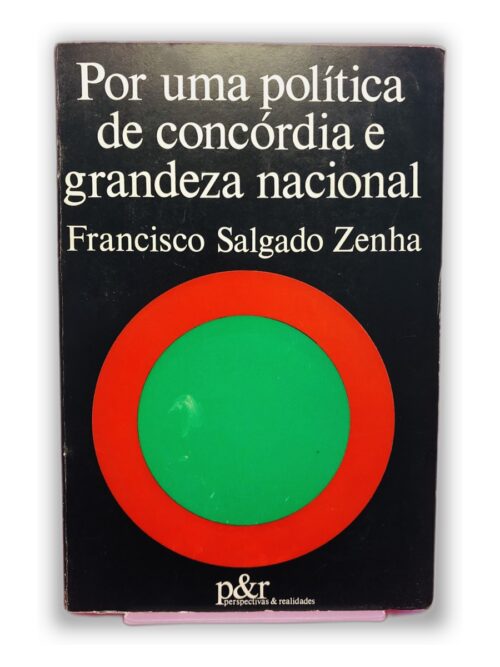 Por uma política
de concórdia e
grandeza nacional
Francisco Salgado Zenha
p&r
perspectivas & realidades